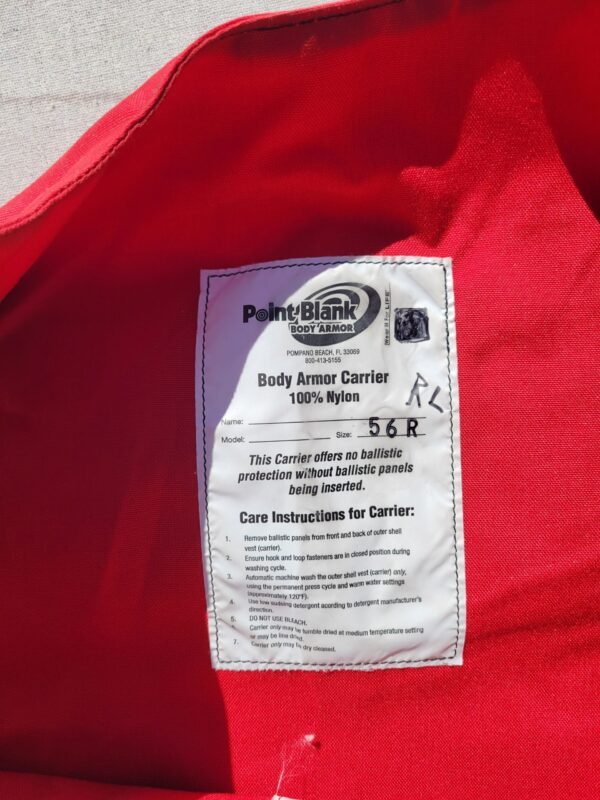 Point Blank
BODY ARMOR
Wear It For LIFE
POMPANO BEACH, FL 33069
800-413-5155
Body Armor Carrier
100% Nylon
RL
Name:
Model: Size: 56R
This Carrier offers no ballistic
protection without ballistic panels
being inserted.
Care Instructions for Carrier:
1. Remove ballistic panels from front and back of outer shell
vest (carrier).
2. Ensure hook and loop fasteners are in closed position during
washing cycle.
3. Automatic machine wash the outer shell vest (carrier) only,
using the permanent press cycle and warm water settings
(approximately 120°F).
4. Use low sudsing detergent acording to detergent manufacturer's
direction.
5. DO NOT USE BLEACH.
Carrier only may be tumble dried at medium temperature setting
or may be line dried.
7. Carrier only may be dry cleaned.